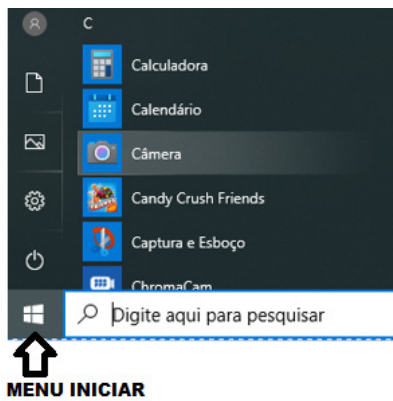 C
Calculadora
Calendário
Câmera
Candy Crush Friends
Captura e Esboço
ChromaCam
Digite aqui para pesquisar
MENU INICIAR